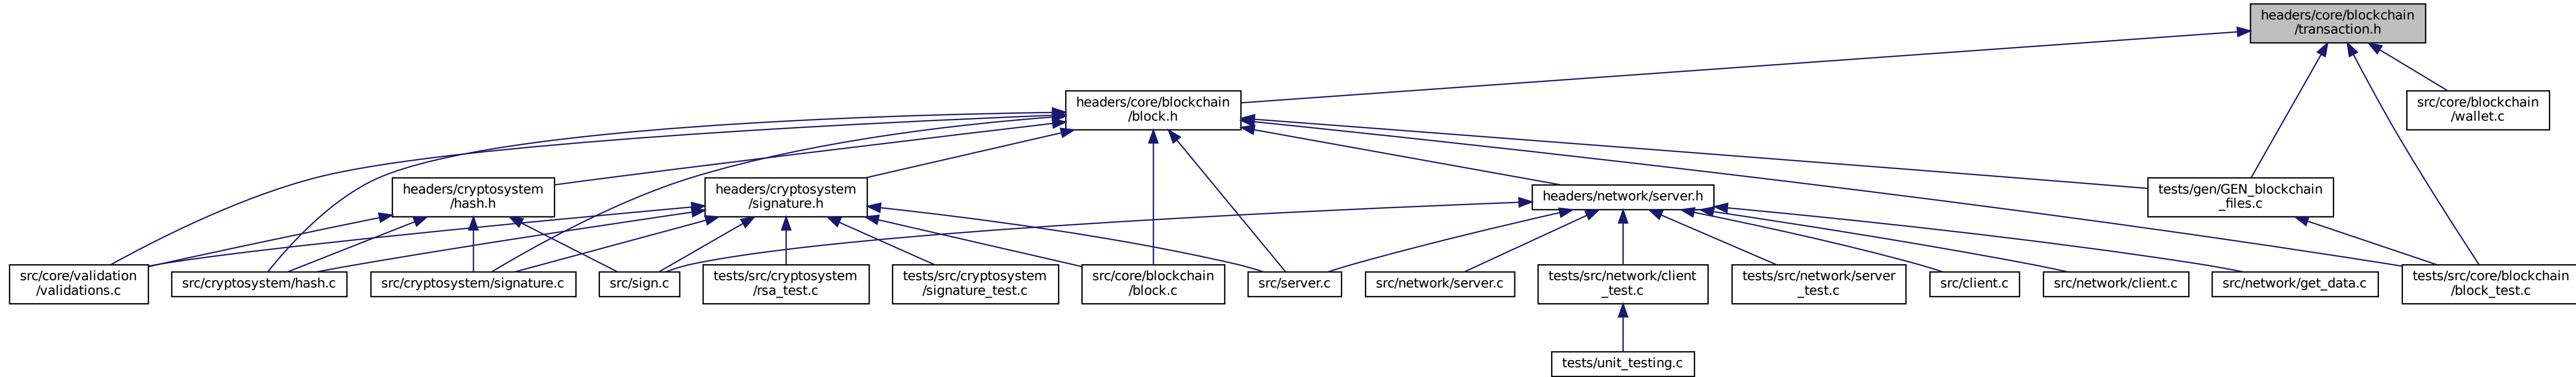 headers/core/blockchain
/transaction.h
headers/core/blockchain
/block.h
src/core/blockchain
/wallet.c
headers/cryptosystem
/hash.h
headers/cryptosystem
/signature.h
headers/network/server.h
tests/gen/GEN_blockchain
_files.c
src/core/validation
/validations.c
src/cryptosystem/hash.c
src/cryptosystem/signature.c
src/sign.c
tests/src/cryptosystem
/rsa_test.c
tests/src/cryptosystem
/signature_test.c
src/core/blockchain
/block.c
src/server.c
src/network/server.c
tests/src/network/client
_test.c
tests/src/network/server
_test.c
src/client.c
src/network/client.c
src/network/get_data.c
tests/src/core/blockchain
/block_test.c
tests/unit_testing.c